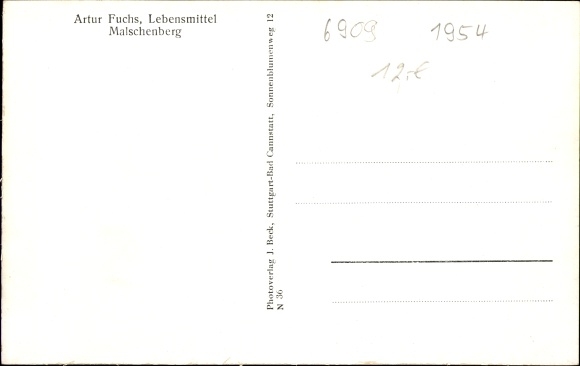 Artur Fuchs, Lebensmittel
Malschenberg
Photoverlag J. Beck, Stuttgart-Bad Cannstatt, Sonnenblumenweg 12
N 36
6909 1954
12,-€